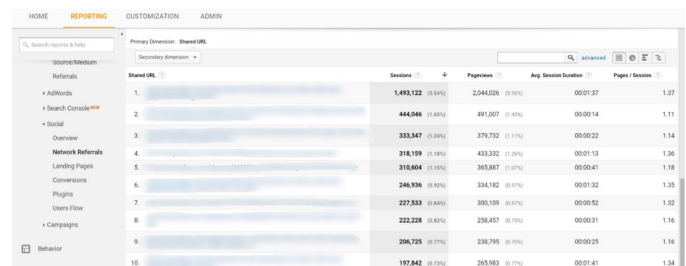 HOME REPORTING CUSTOMIZATION ADMIN
Search reports & help
Source/Medium
Referrals
AdWords
Search Console NEW
Social
Overview
Network Referrals
Landing Pages
Conversions
Plugins
Users Flow
Campaigns
Behavior
Primary Dimension: Shared URL
Secondary dimension
advanced
Shared URL ? Sessions ? Pageviews ? Avg. Session Duration ? Pages / Session ?
1. 1,493,122 (5.54%) 2,044,026 (5.95%) 00:01:37 1.37
2. 444,046 (1.65%) 491,007 (1.43%) 00:00:14 1.11
3. 333,347 (1.24%) 379,732 (1.11%) 00:00:22 1.14
4. 318,159 (1.18%) 433,332 (1.26%) 00:01:13 1.36
5. 310,604 (1.15%) 365,887 (1.07%) 00:00:41 1.18
6. 246,936 (0.92%) 334,182 (0.97%) 00:01:32 1.35
7. 227,533 (0.84%) 300,109 (0.87%) 00:00:52 1.32
8. 222,228 (0.82%) 258,457 (0.75%) 00:00:31 1.16
9. 206,725 (0.77%) 238,795 (0.70%) 00:00:25 1.16
10. 197,842 (0.73%) 265,983 (0.77%) 00:01:41 1.34